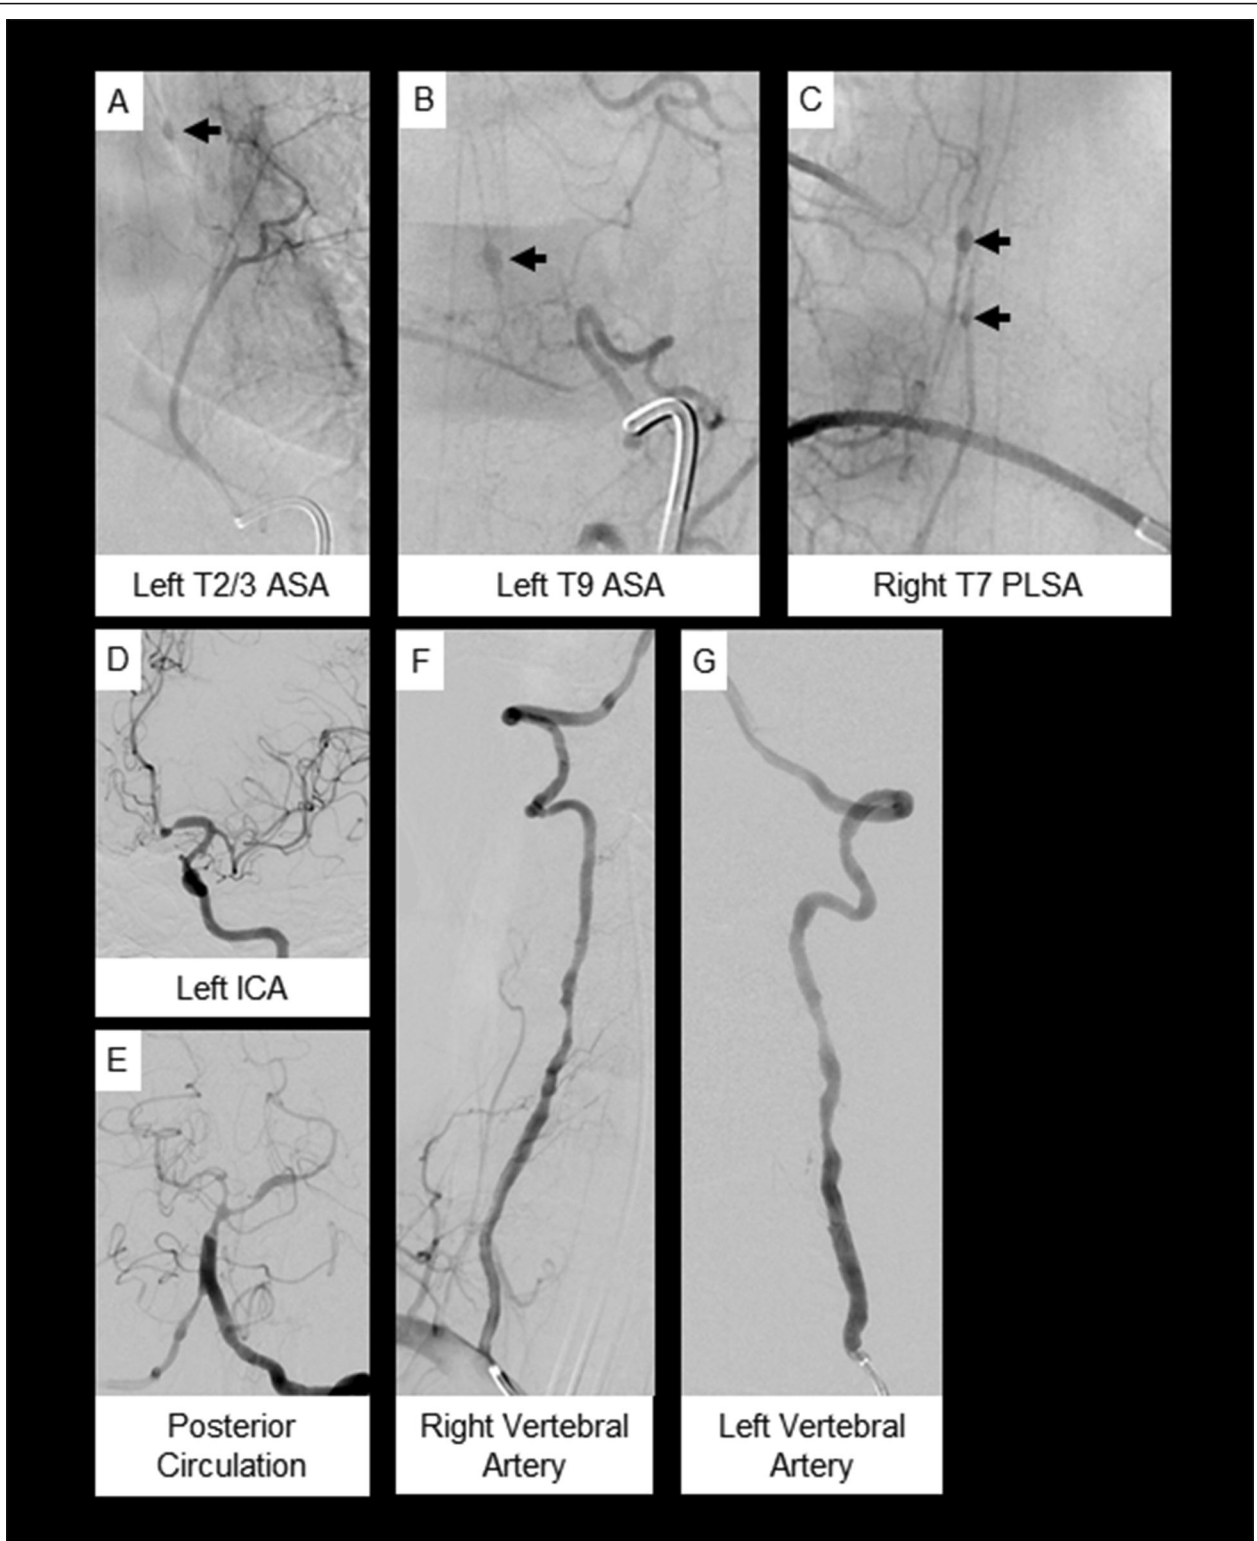 A
B
C
Left T2/3 ASA
Left T9 ASA
Right T7 PLSA
D
F
G
Left ICA
E
Posterior
Circulation
Right Vertebral
Artery
Left Vertebral
Artery